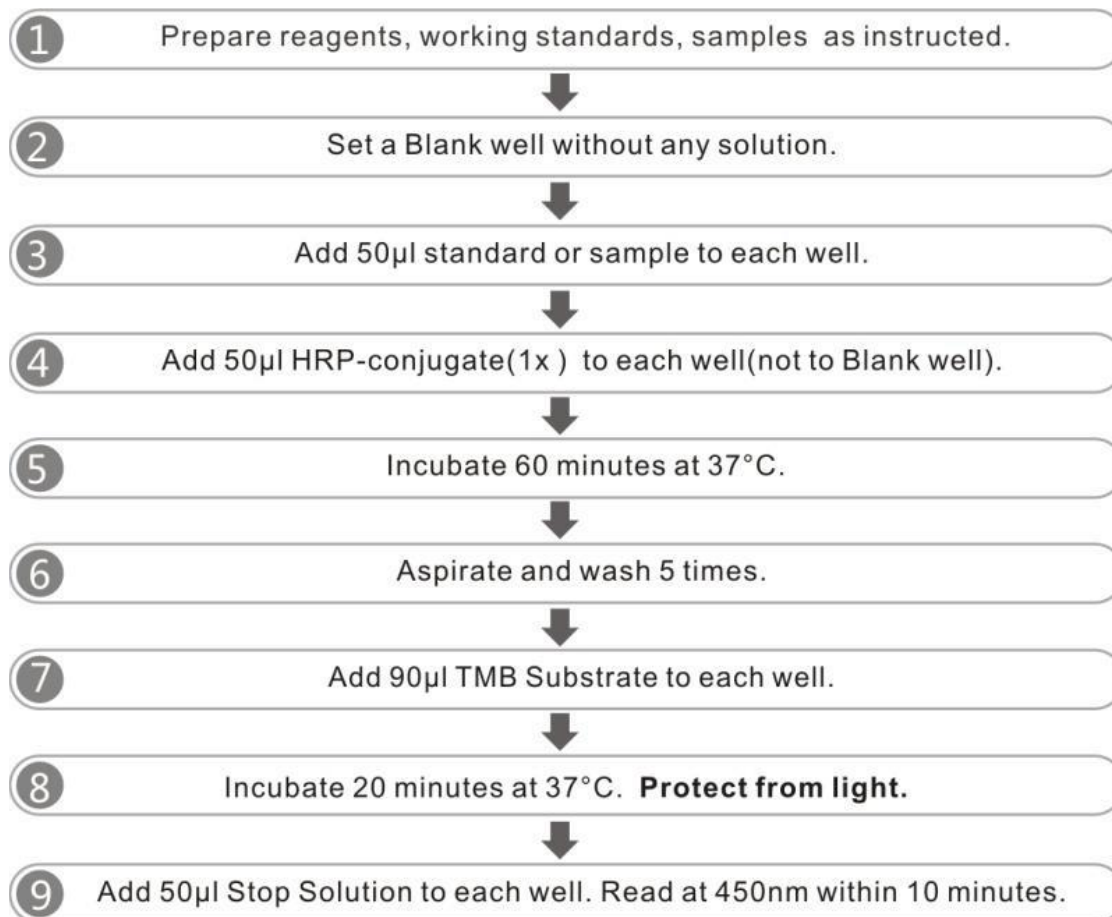 1 Prepare reagents, working standards, samples as instructed.
2 Set a Blank well without any solution.
3 Add 50µl standard or sample to each well.
4 Add 50µl HRP-conjugate(1x ) to each well(not to Blank well).
5 Incubate 60 minutes at 37°C.
6 Aspirate and wash 5 times.
7 Add 90µl TMB Substrate to each well.
8 Incubate 20 minutes at 37°C. Protect from light.
9 Add 50µl Stop Solution to each well. Read at 450nm within 10 minutes.